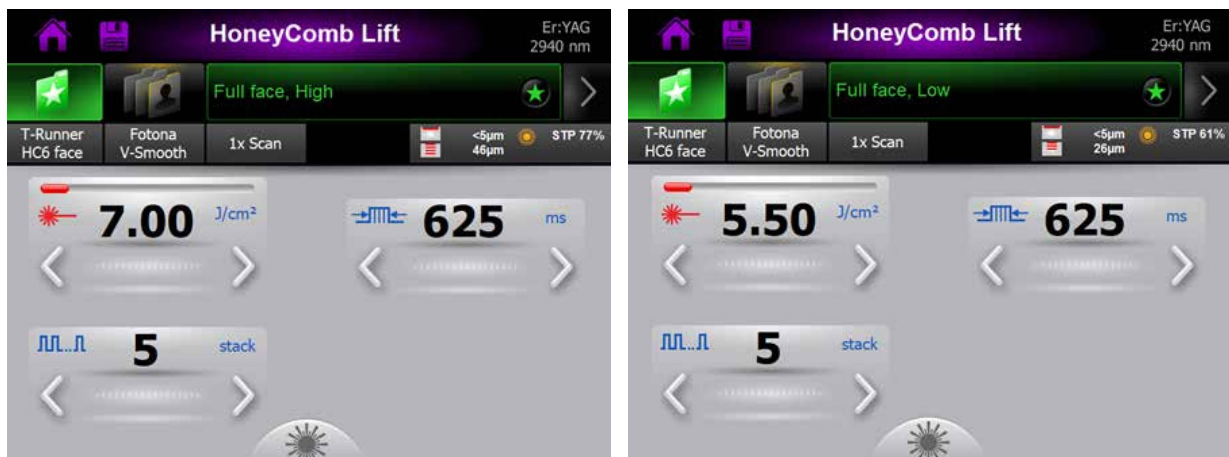 HoneyComb Lift
Er:YAG
2940 nm
Full face, High
T-Runner
HC6 face
Fotona
V-Smooth
1x Scan
<5µm
46µm
STP 77%
7.00 J/cm²
625 ms
5 stack
HoneyComb Lift
Er:YAG
2940 nm
Full face, Low
T-Runner
HC6 face
Fotona
V-Smooth
1x Scan
<5µm
26µm
STP 61%
5.50 J/cm²
625 ms
5 stack